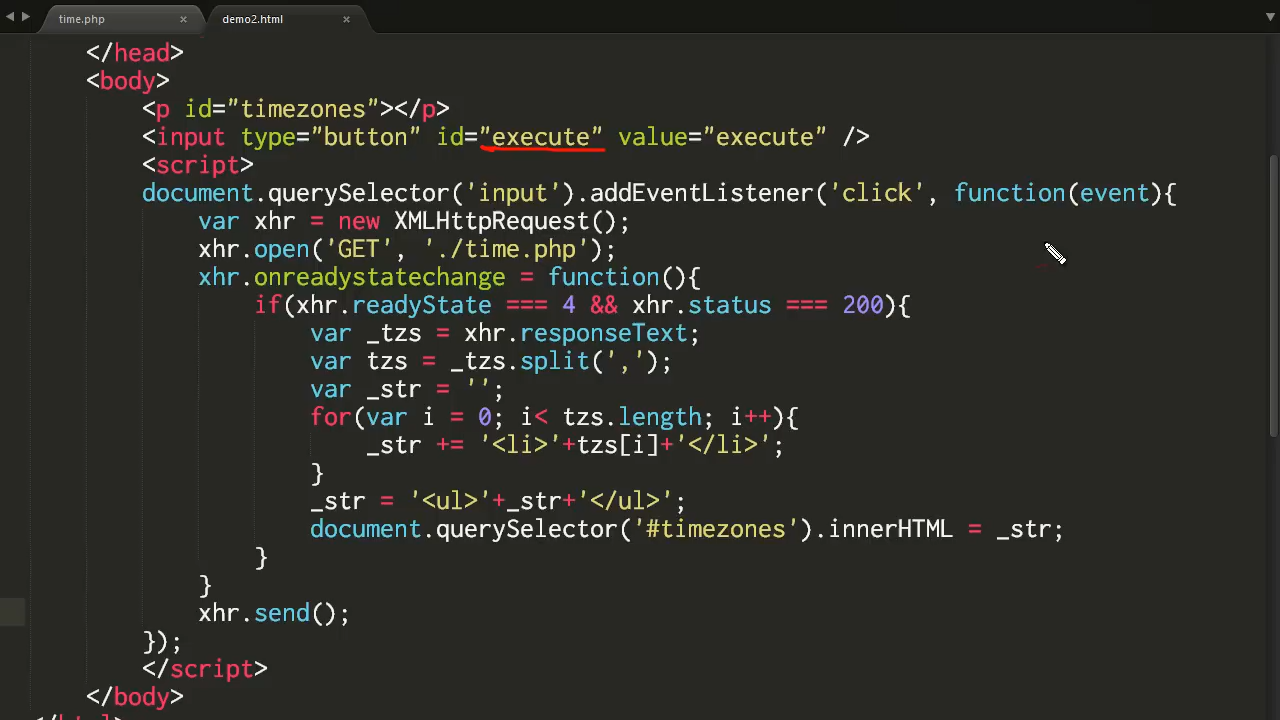 time.php × demo2.html ×
</head>
<body>
<p id="timezones"></p>
<input type="button" id="execute" value="execute" />
<script>
document.querySelector('input').addEventListener('click', function(event){
var xhr = new XMLHttpRequest();
xhr.open('GET', './time.php');
xhr.onreadystatechange = function(){
if(xhr.readyState === 4 && xhr.status === 200){
var _tzs = xhr.responseText;
var tzs = _tzs.split(',');
var _str = '';
for(var i = 0; i< tzs.length; i++){
_str += '<li>'+tzs[i]+'</li>';
}
_str = '<ul>'+_str+'</ul>';
document.querySelector('#timezones').innerHTML = _str;
}
}
xhr.send();
});
</script>
</body>